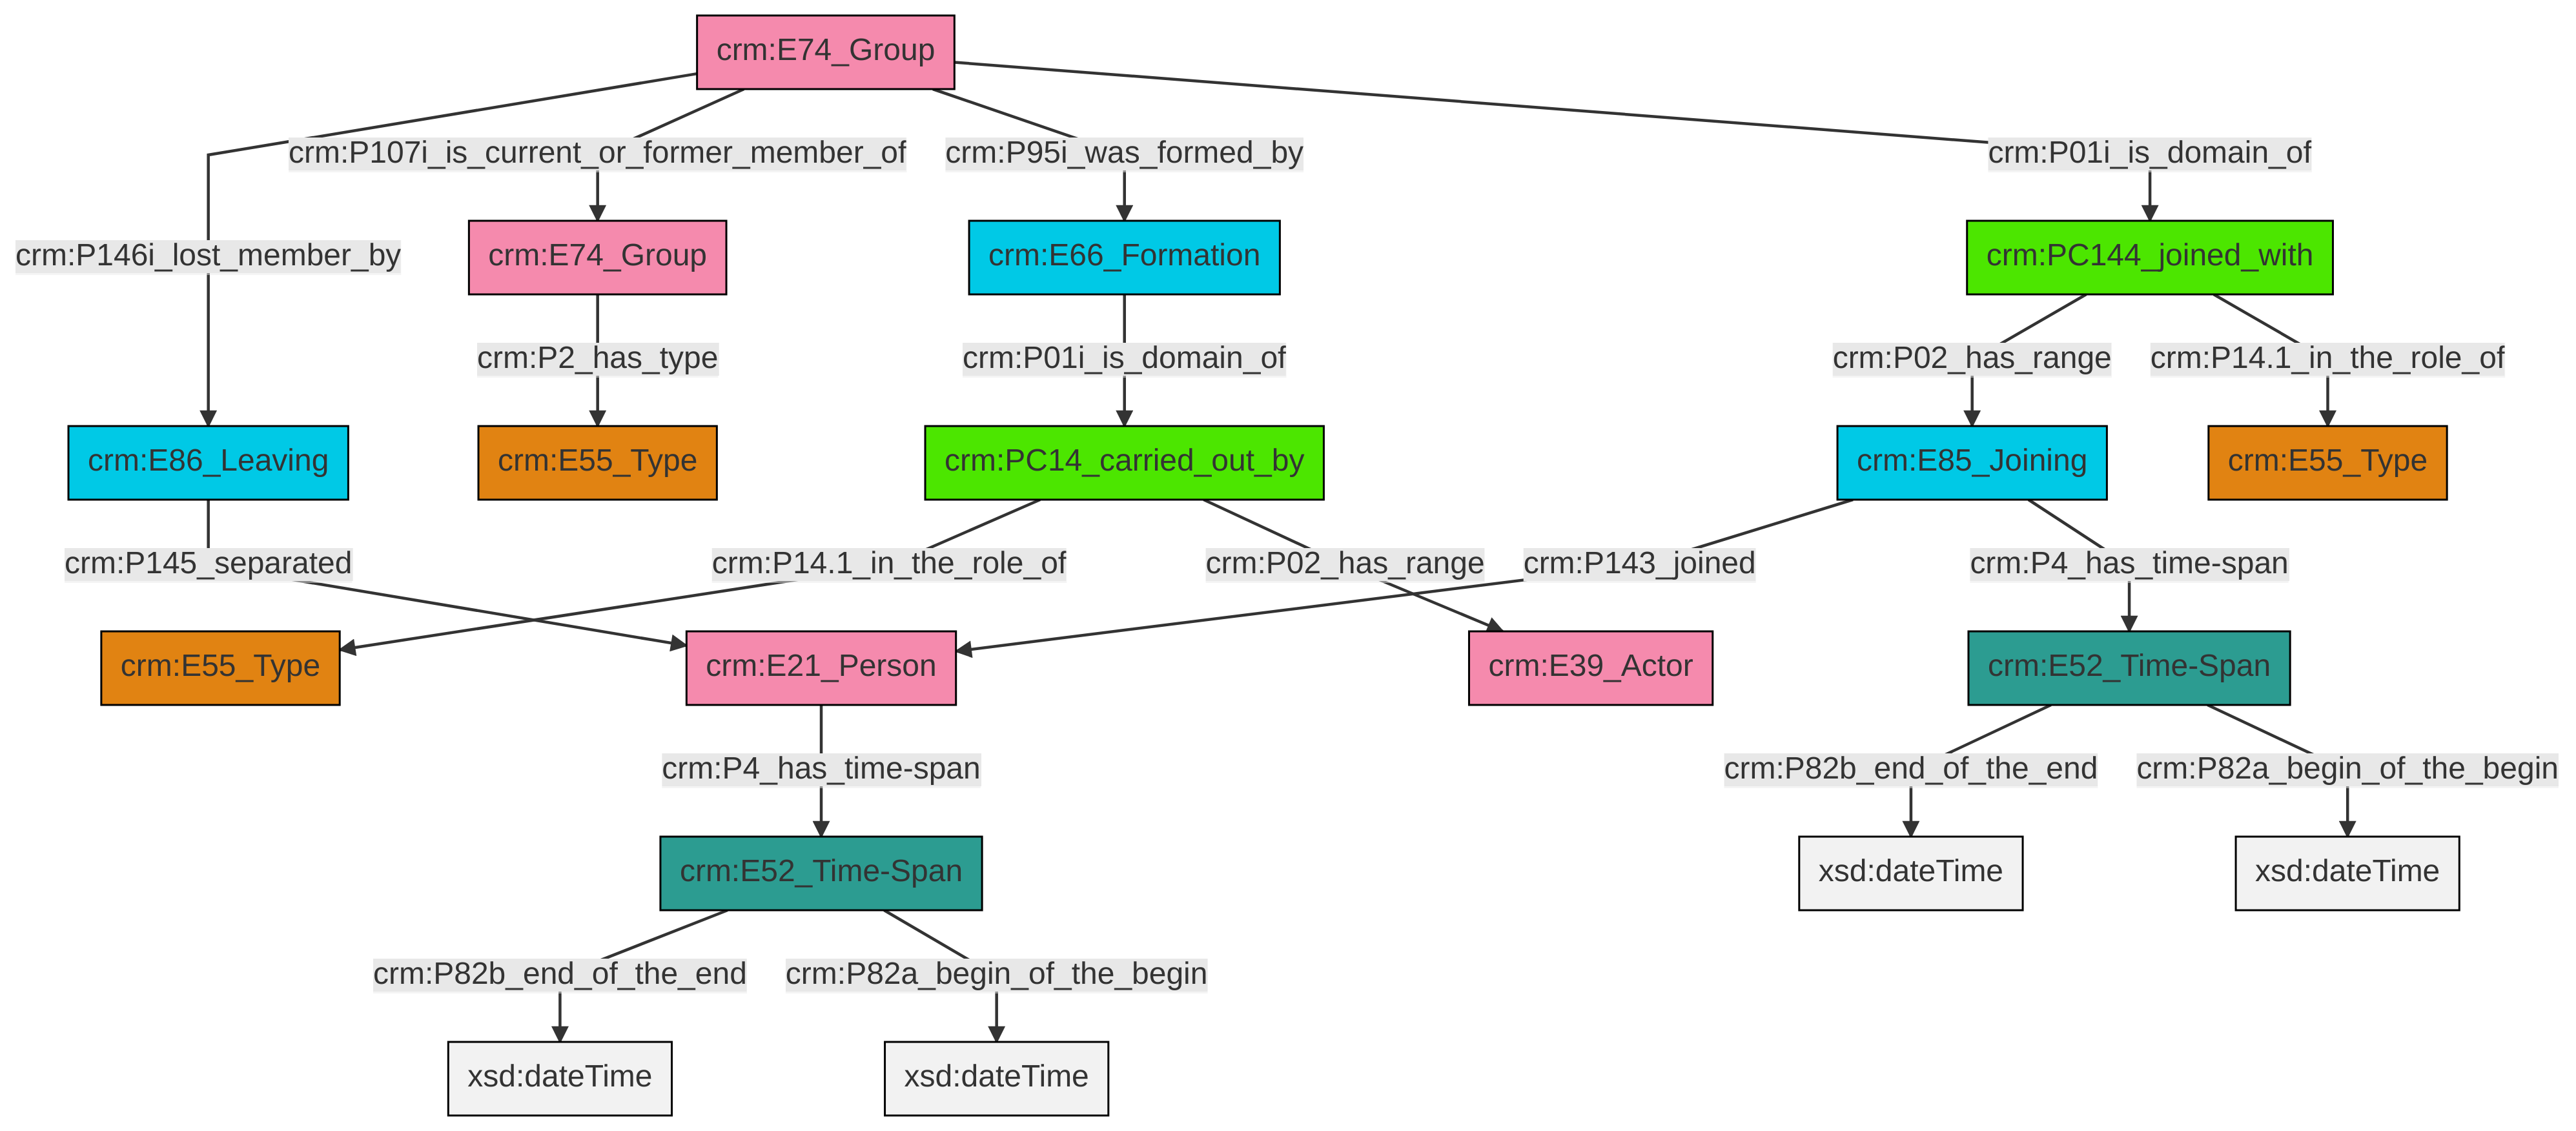 crm:E74_Group
crm:P107i_is_current_or_former_member_of
crm:P95i_was_formed_by
crm:P01i_is_domain_of
crm:P146i_lost_member_by
crm:E74_Group
crm:E66_Formation
crm:PC144_joined_with
crm:P2_has_type
crm:P01i_is_domain_of
crm:P02_has_range
crm:P14.1_in_the_role_of
crm:E86_Leaving
crm:E55_Type
crm:PC14_carried_out_by
crm:E85_Joining
crm:E55_Type
crm:P145_separated
crm:P14.1_in_the_role_of
crm:P02_has_range
crm:P143_joined
crm:P4_has_time-span
crm:E55_Type
crm:E21_Person
crm:E39_Actor
crm:E52_Time-Span
crm:P4_has_time-span
crm:P82b_end_of_the_end
crm:P82a_begin_of_the_begin
crm:E52_Time-Span
xsd:dateTime
xsd:dateTime
crm:P82b_end_of_the_end
crm:P82a_begin_of_the_begin
xsd:dateTime
xsd:dateTime